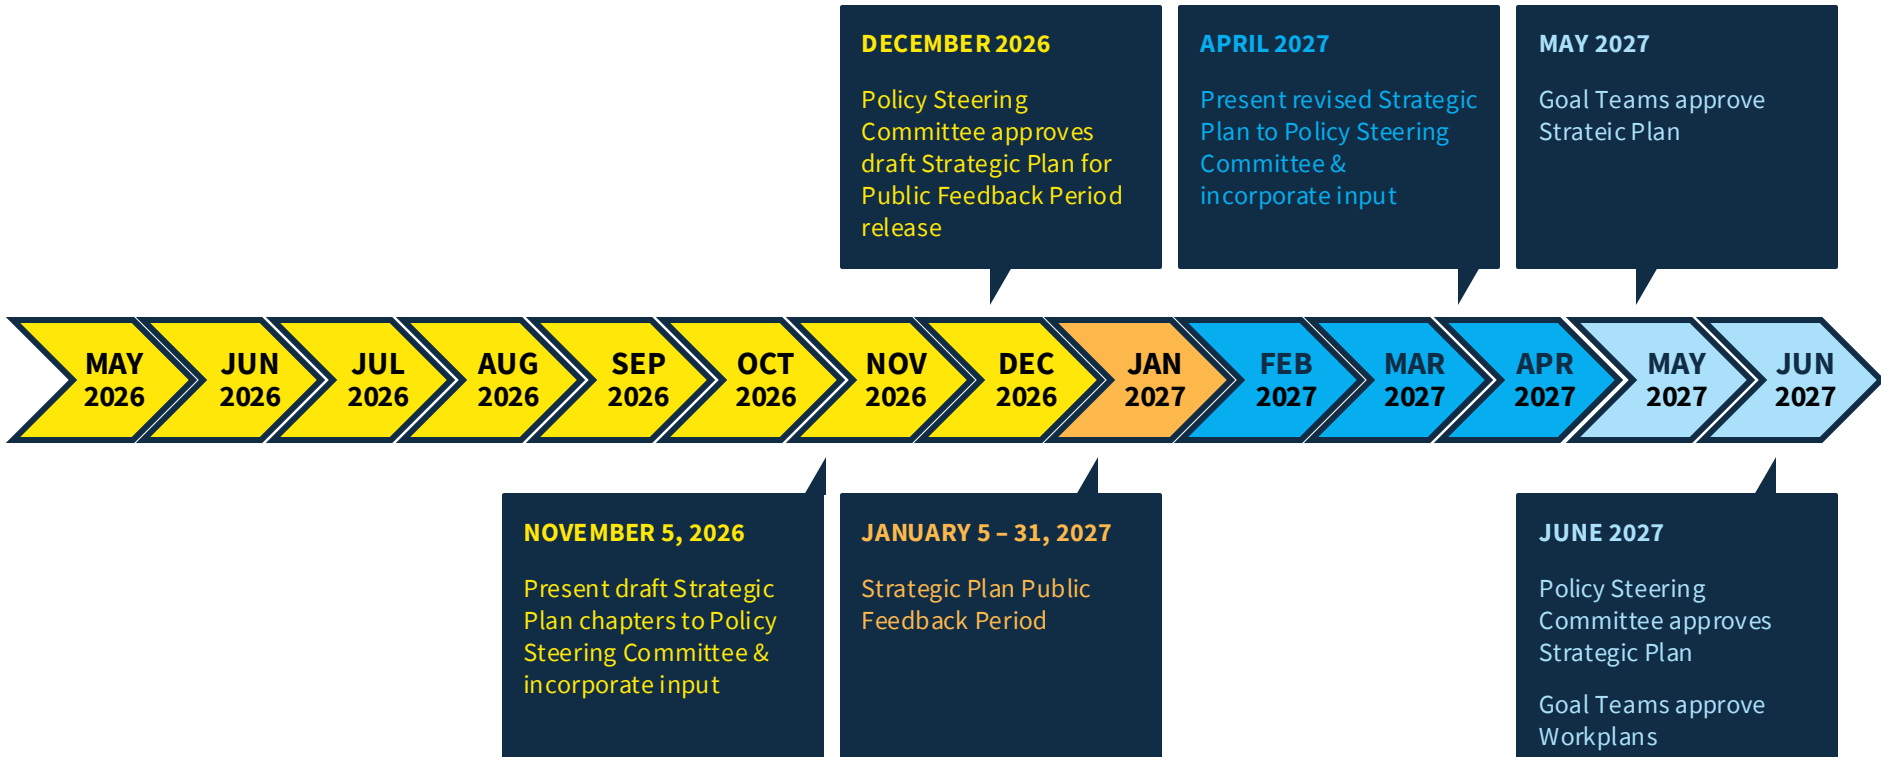 DECEMBER 2026
Policy Steering
Committee approves
draft Strategic Plan for
Public Feedback Period
release
APRIL 2027
Present revised Strategic
Plan to Policy Steering
Committee &
incorporate input
MAY 2027
Goal Teams approve
Strateic Plan
MAY
2026
JUN
2026
JUL
2026
AUG
2026
SEP
2026
OCT
2026
NOV
2026
DEC
2026
JAN
2027
FEB
2027
MAR
2027
APR
2027
MAY
2027
JUN
2027
NOVEMBER 5, 2026
Present draft Strategic
Plan chapters to Policy
Steering Committee &
incorporate input
JANUARY 5 – 31, 2027
Strategic Plan Public
Feedback Period
JUNE 2027
Policy Steering
Committee approves
Strategic Plan
Goal Teams approve
Workplans